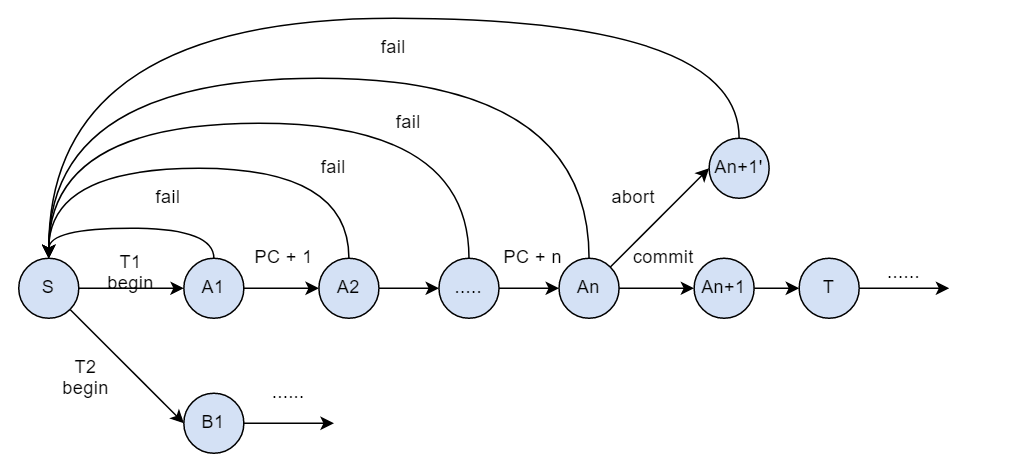 fail
fail
fail
fail
An+1'
abort
T1
begin
PC + 1
PC + n
commit
S
A1
A2
.....
An
An+1
T
......
T2
begin
......
B1